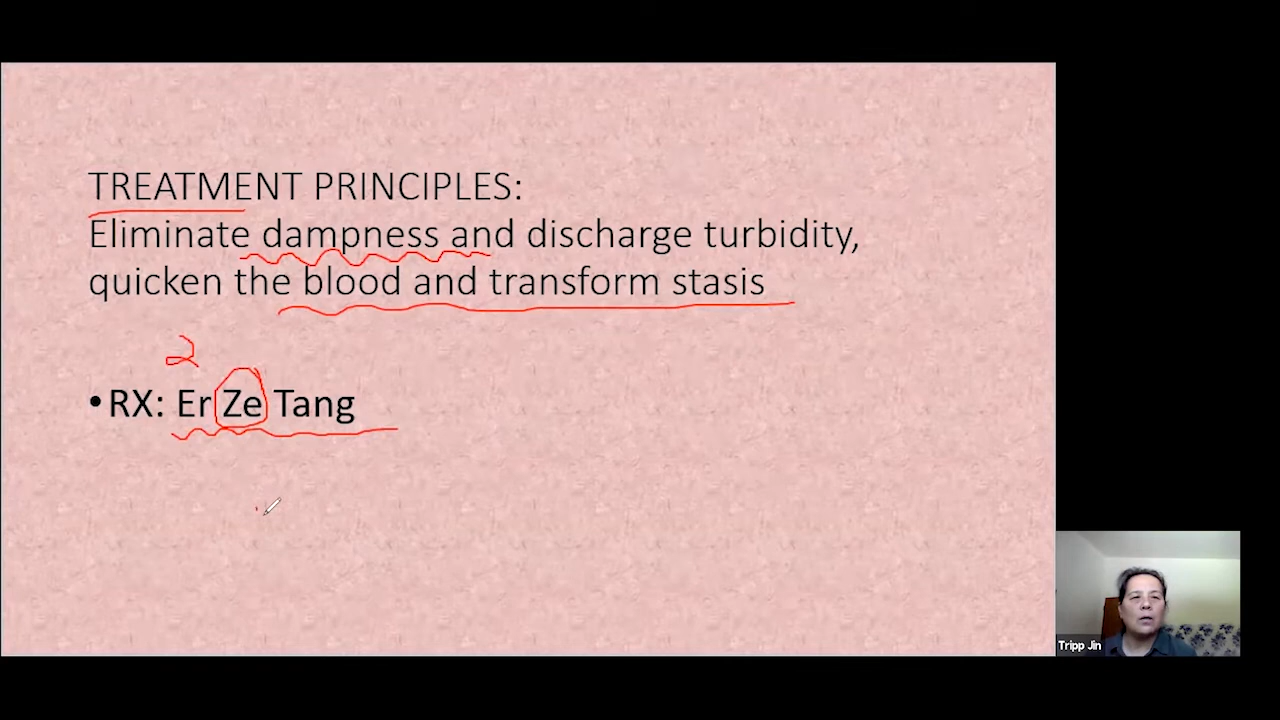 TREATMENT PRINCIPLES:
Eliminate dampness and discharge turbidity,
quicken the blood and transform stasis
2
•RX: Er Ze Tang
Tripp Jin